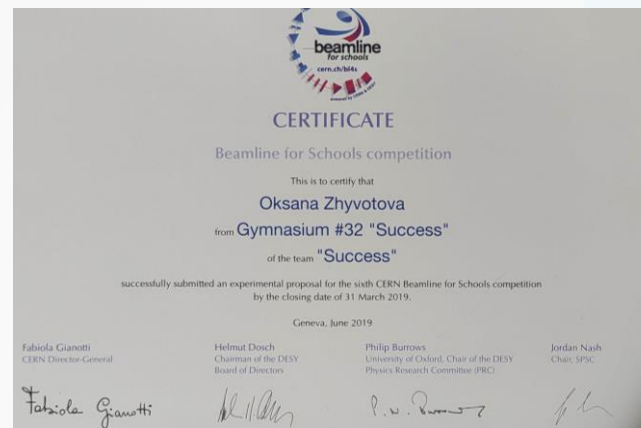 beamline
for schools
cern.ch/bl4s
powered by CERN & DESY
CERTIFICATE
Beamline for Schools competition
This is to certify that
Oksana Zhyvotova
from Gymnasium #32 "Success"
of the team "Success"
successfully submitted an experimental proposal for the sixth CERN Beamline for Schools competition
by the closing date of 31 March 2019.
Geneva, June 2019
Fabiola Gianotti
CERN Director-General
Helmut Dosch
Chairman of the DESY
Board of Directors
Philip Burrows
University of Oxford, Chair of the DESY
Physics Research Committee (PRC)
Jordan Nash
Chair, SPSC
Fabiola Gianotti